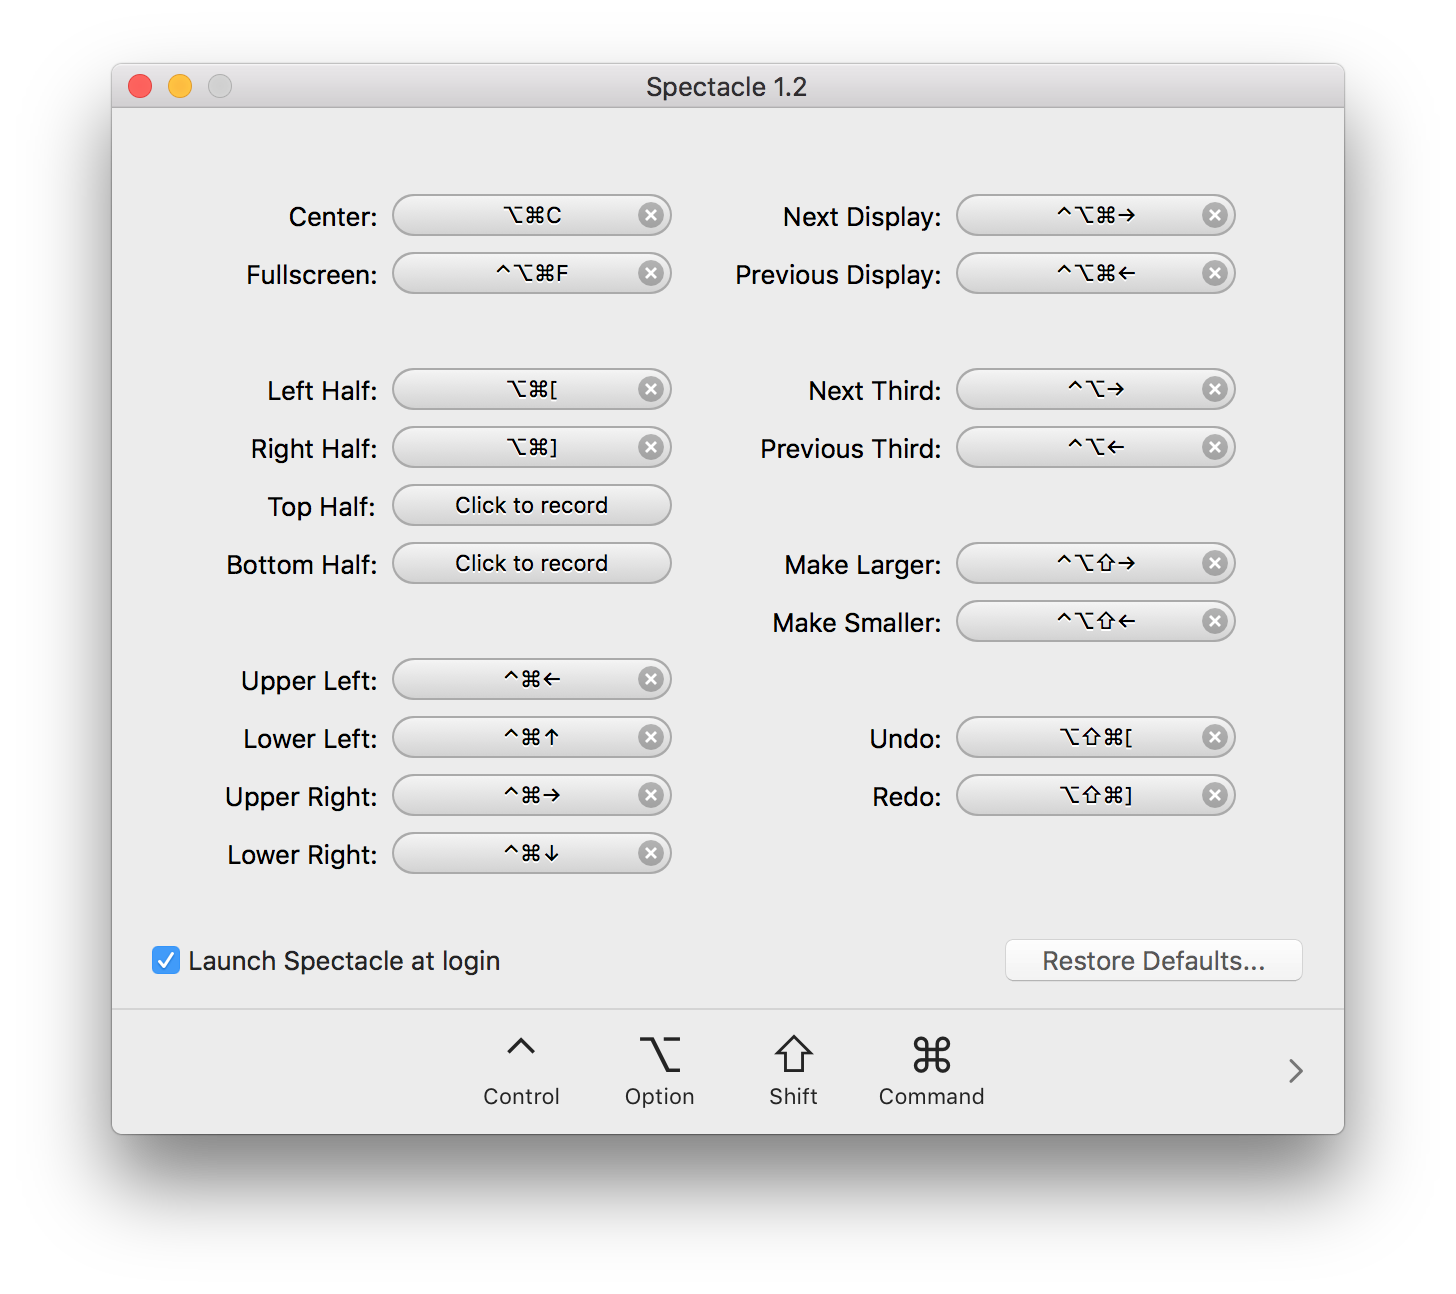 Spectacle 1.2
Center: ⌥⌘C
Fullscreen: ^⌥⌘F
Left Half: ⌥⌘[
Right Half: ⌥⌘]
Top Half: Click to record
Bottom Half: Click to record
Upper Left: ^⌘←
Lower Left: ^⌘↑
Upper Right: ^⌘→
Lower Right: ^⌘↓
Next Display: ^⌥⌘→
Previous Display: ^⌥⌘←
Next Third: ^⌥→
Previous Third: ^⌥←
Make Larger: ^⌥⇧→
Make Smaller: ^⌥⇧←
Undo: ⌥⇧⌘[
Redo: ⌥⇧⌘]
Launch Spectacle at login
Restore Defaults...
^ ⌥ ⇧ ⌘
Control Option Shift Command